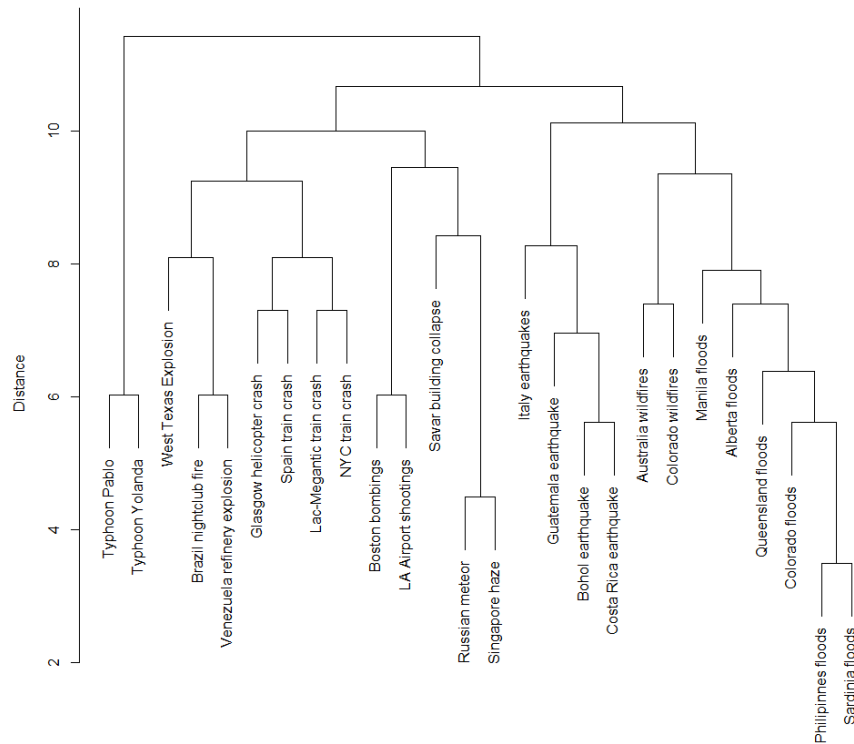 Distance
10
8
6
4
2
Typhoon Pablo
Typhoon Yolanda
West Texas Explosion
Brazil nightclub fire
Venezuela refinery explosion
Glasgow helicopter crash
Spain train crash
Lac-Megantic train crash
NYC train crash
Boston bombings
LA Airport shootings
Savar building collapse
Russian meteor
Singapore haze
Italy earthquakes
Guatemala earthquake
Bohol earthquake
Costa Rica earthquake
Australia wildfires
Colorado wildfires
Manila floods
Alberta floods
Queensland floods
Colorado floods
Philipinnes floods
Sardinia floods